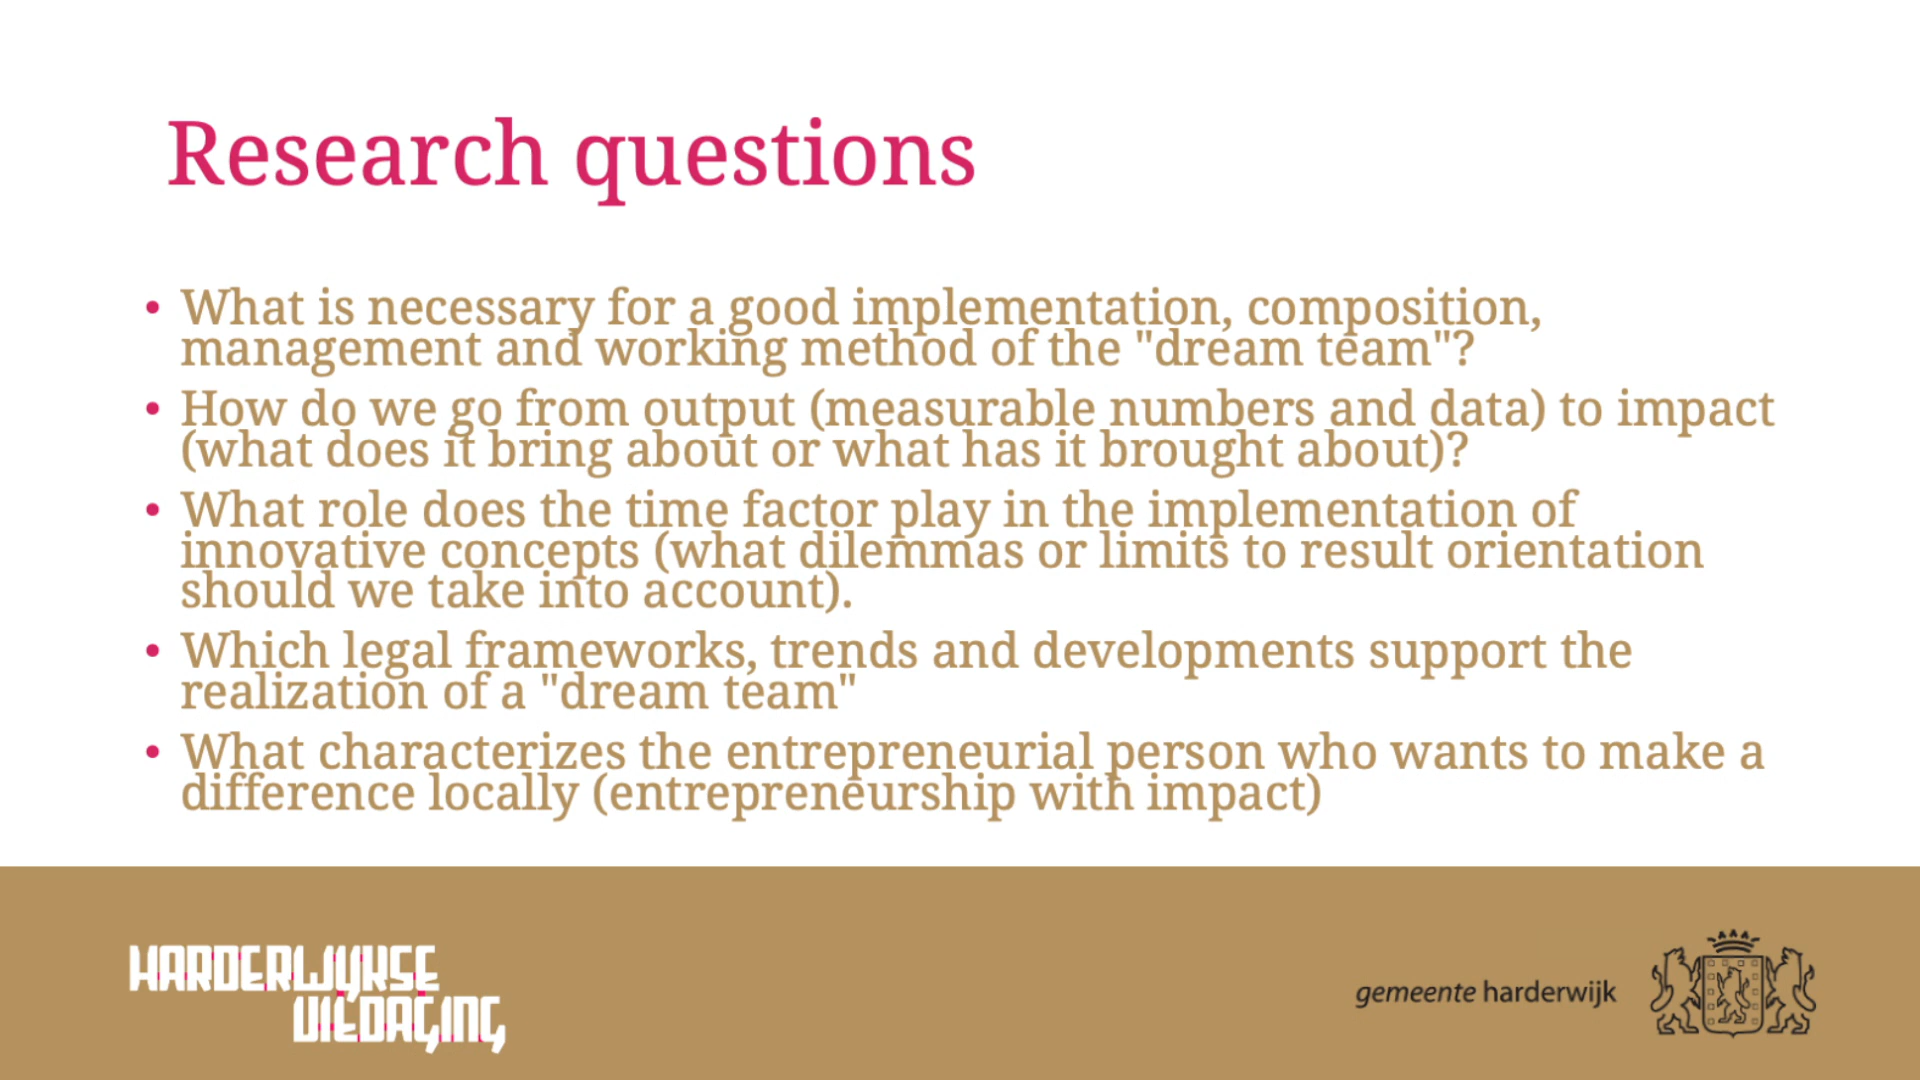 Research questions
• What is necessary for a good implementation, composition,
management and working method of the "dream team"?
• How do we go from output (measurable numbers and data) to impact
(what does it bring about or what has it brought about)?
• What role does the time factor play in the implementation of
innovative concepts (what dilemmas or limits to result orientation
should we take into account).
• Which legal frameworks, trends and developments support the
realization of a "dream team"
• What characterizes the entrepreneurial person who wants to make a
difference locally (entrepreneurship with impact)
HARDERWIJKSE
UITDAGING
gemeente harderwijk